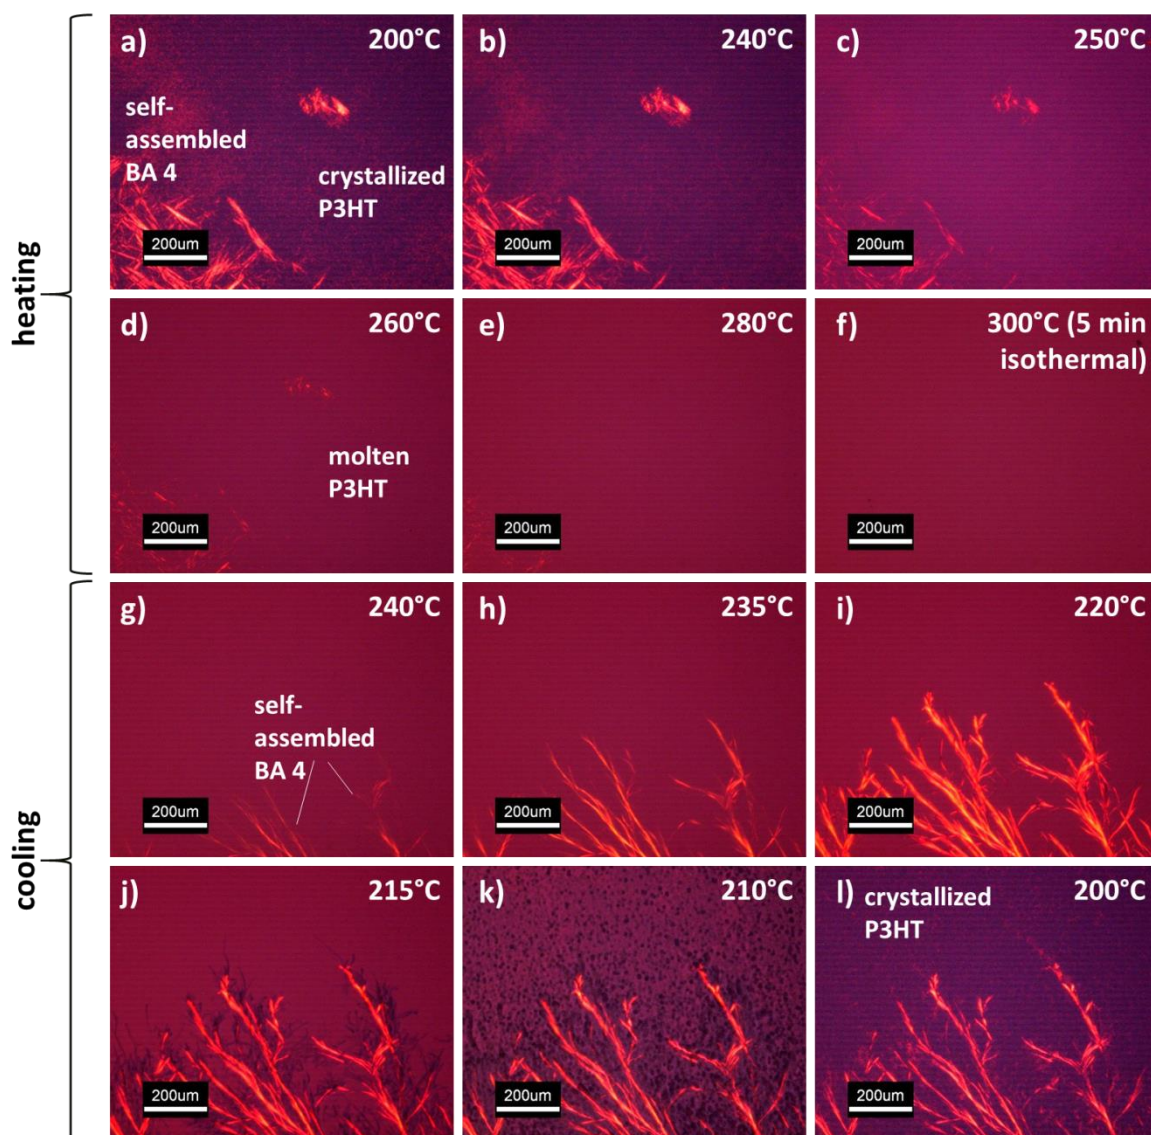 heating
a) 200°C
self-
assembled
BA 4
crystallized
P3HT
200um
b) 240°C
200um
c) 250°C
200um
d) 260°C
molten
P3HT
200um
e) 280°C
200um
f) 300°C (5 min
isothermal)
200um
cooling
g) 240°C
self-
assembled
BA 4
200um
h) 235°C
200um
i) 220°C
200um
j) 215°C
200um
k) 210°C
200um
l) crystallized 200°C
P3HT
200um